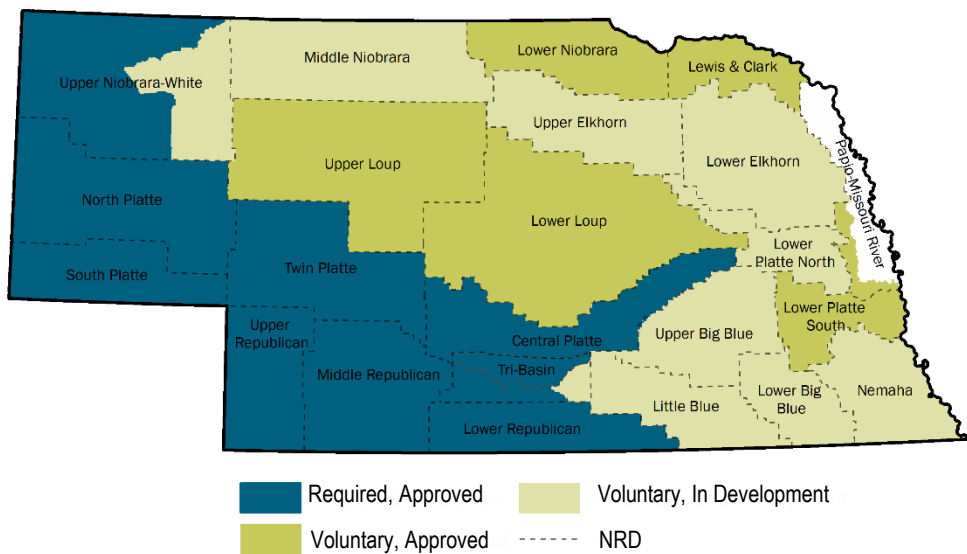 Middle Niobrara
Lower Niobrara
Lewis & Clark
Upper Niobrara-White
Upper Elkhorn
Lower Elkhorn
Papio-Missouri River
Upper Loup
North Platte
Lower Loup
Lower
Platte North
South Platte
Twin Platte
Lower Platte
South
Upper
Republican
Central Platte
Upper Big Blue
Middle Republican
Tri-Basin
Lower Big
Blue
Nemaha
Little Blue
Lower Republican
Required, Approved
Voluntary, In Development
Voluntary, Approved
NRD